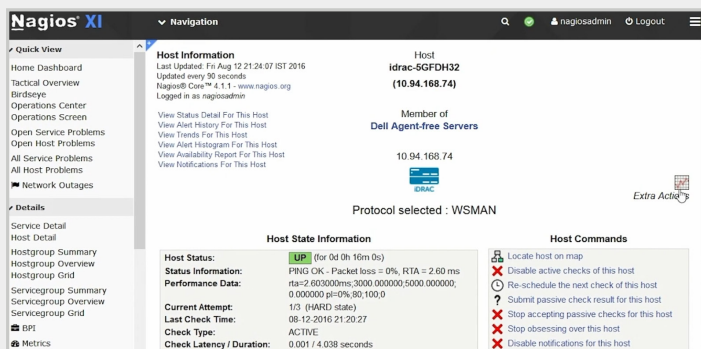 Nagios® XI
Navigation
nagiosadmin
Logout
Quick View
Home Dashboard
Tactical Overview
Birdseye
Operations Center
Operations Screen
Open Service Problems
Open Host Problems
All Service Problems
All Host Problems
Network Outages
Details
Service Detail
Host Detail
Hostgroup Summary
Hostgroup Overview
Hostgroup Grid
Servicegroup Summary
Servicegroup Overview
Servicegroup Grid
BPI
Metrics
Host Information
Last Updated: Fri Aug 12 21:24:07 IST 2016
Updated every 90 seconds
Nagios® Core™ 4.1.1 - www.nagios.org
Logged in as nagiosadmin
View Status Detail For This Host
View Alert History For This Host
View Trends For This Host
View Alert Histogram For This Host
View Availability Report For This Host
View Notifications For This Host
Host
idrac-5GFDH32
(10.94.168.74)
Member of
Dell Agent-free Servers
10.94.168.74
iDRAC
Extra Actions
Protocol selected : WSMAN
Host State Information
Host Status: UP (for 0d 0h 16m 0s)
Status Information: PING OK - Packet loss = 0%, RTA = 2.60 ms
Performance Data: rta=2.603000ms;3000.000000;5000.000000;
0.000000 pl=0%;80;100;0
Current Attempt: 1/3 (HARD state)
Last Check Time: 08-12-2016 21:20:27
Check Type: ACTIVE
Check Latency / Duration: 0.001 / 4.038 seconds
Host Commands
Locate host on map
Disable active checks of this host
Re-schedule the next check of this host
Submit passive check result for this host
Stop accepting passive checks for this host
Stop obsessing over this host
Disable notifications for this host